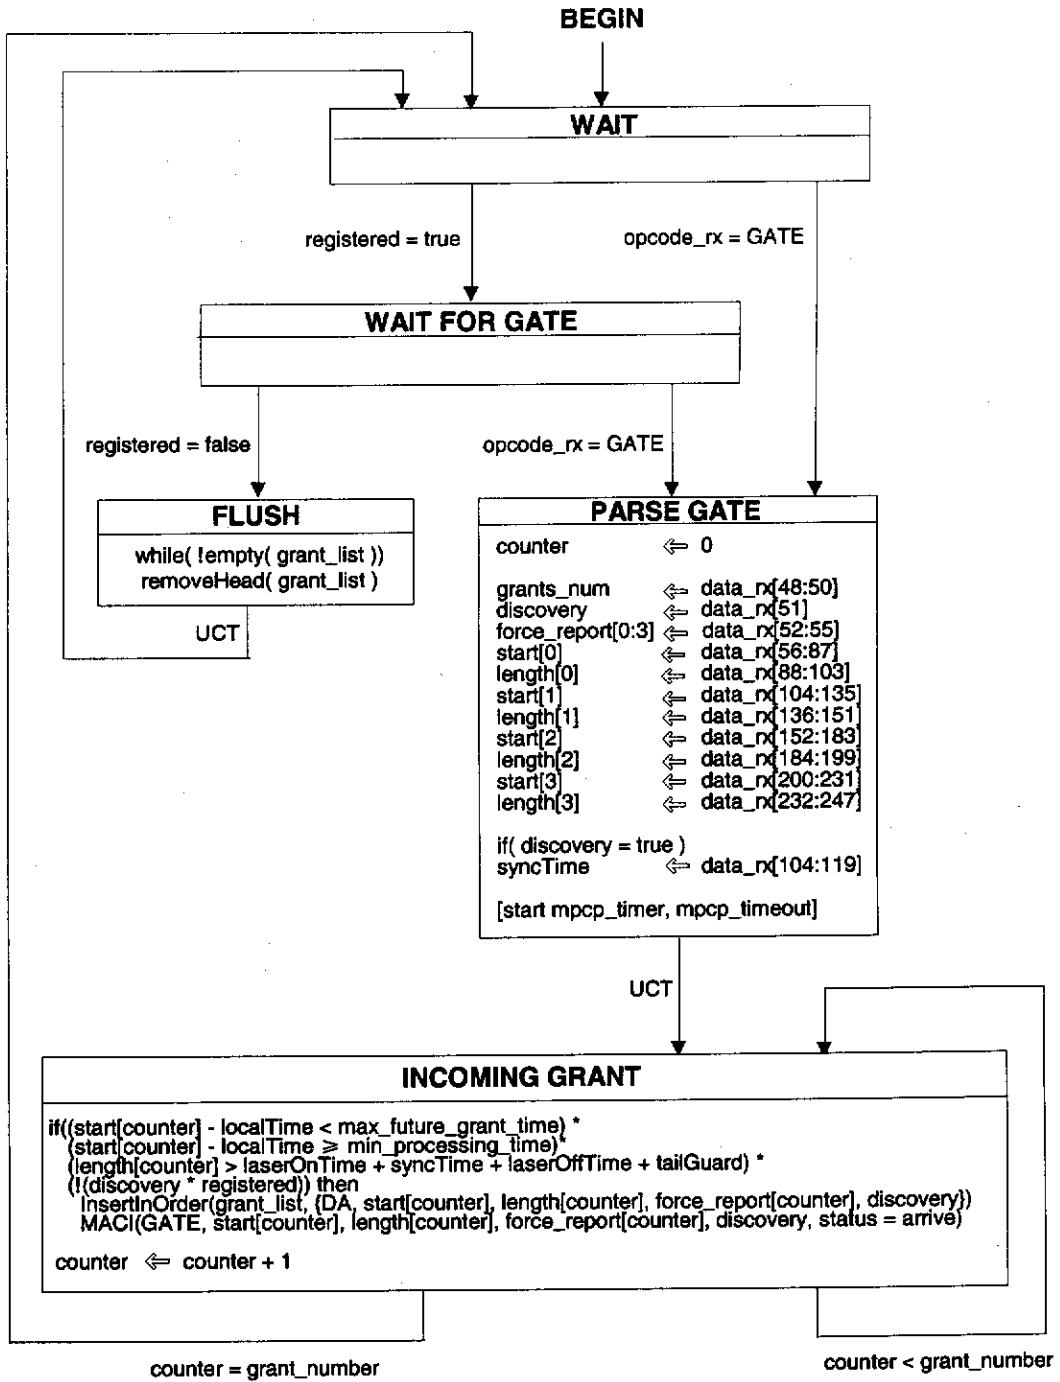 BEGIN
WAIT
registered = true
opcode_rx = GATE
WAIT FOR GATE
registered = false
opcode_rx = GATE
FLUSH
while( !empty( grant_list ))
removeHead( grant_list )
UCT
PARSE GATE
counter ⇐ 0
grants_num ⇐ data_rx[48:50]
discovery ⇐ data_rx[51]
force_report[0:3] ⇐ data_rx[52:55]
start[0] ⇐ data_rx[56:87]
length[0] ⇐ data_rx[88:103]
start[1] ⇐ data_rx[104:135]
length[1] ⇐ data_rx[136:151]
start[2] ⇐ data_rx[152:183]
length[2] ⇐ data_rx[184:199]
start[3] ⇐ data_rx[200:231]
length[3] ⇐ data_rx[232:247]
if( discovery = true )
syncTime ⇐ data_rx[104:119]
[start mpcp_timer, mpcp_timeout]
UCT
INCOMING GRANT
if((start[counter] - localTime < max_future_grant_time) *
(start[counter] - localTime ⩾ min_processing_time)*
(length[counter] > laserOnTime + syncTime + laserOffTime + tailGuard) *
(!(discovery * registered)) then
InsertInOrder(grant_list, {DA, start[counter], length[counter], force_report[counter], discovery})
MACI(GATE, start[counter], length[counter], force_report[counter], discovery, status = arrive)
counter ⇐ counter + 1
counter = grant_number
counter < grant_number